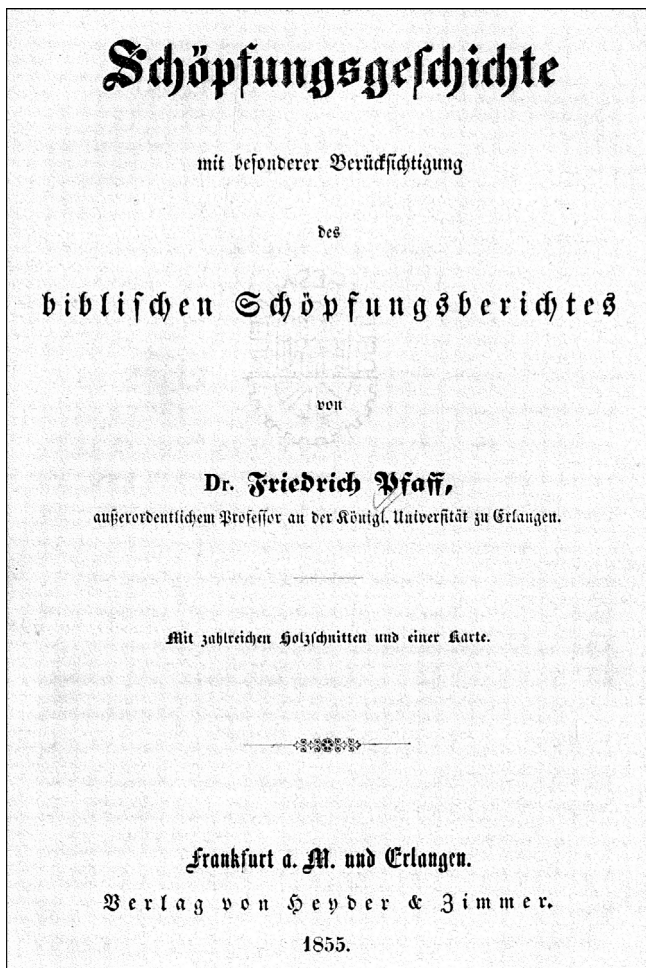 Schöpfungsgeschichte
mit besonderer Berücksichtigung
des
biblischen Schöpfungsberichtes
von
Dr. Friedrich Pfaff,
außerordentlichem Professor an der Königl. Universität zu Erlangen.
Mit zahlreichen Holzschnitten und einer Karte.
Frankfurt a. M. und Erlangen.
Verlag von Heyder & Zimmer.
1855.